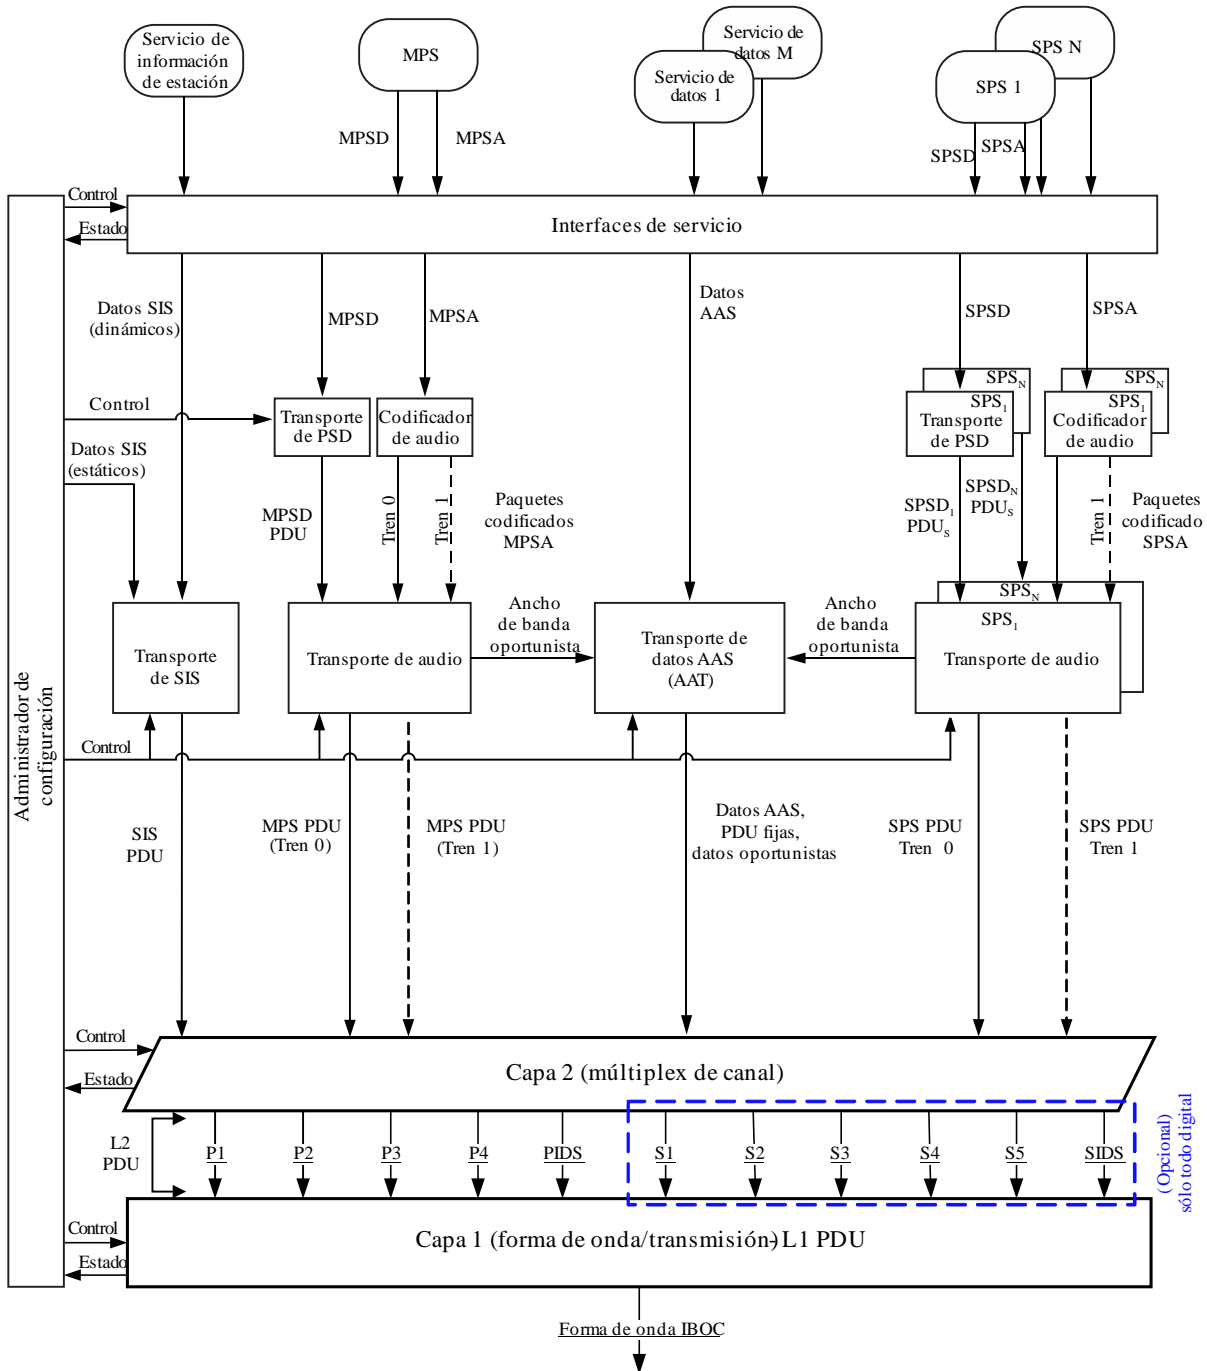 Servicio de
información
de estación
MPS
Servicio de
datos M
Servicio de
datos 1
SPS N
SPS 1
MPSD
MPSA
SPSD
SPSA
Control
Estado
Interfaces de servicio
Datos SIS
(dinámicos)
MPSD
MPSA
Datos
AAS
SPSD
SPSA
Control
Transporte
de PSD
Codificador
de audio
SPSN
SPS1
Transporte
de PSD
SPSN
SPS1
Codificador
de audio
Datos SIS
(estáticos)
MPSD
PDU
Tren 0
Tren 1
Paquetes
codificados
MPSA
SPSD1
PDUS
SPSDN
PDUS
Tren 1
Paquetes
codificado
SPSA
Transporte
de SIS
Transporte de audio
Ancho
de banda
oportunista
Transporte de
datos AAS
(AAT)
Ancho
de banda
oportunista
SPSN
SPS1
Transporte de audio
Administrador de
configuración
Control
SIS
PDU
MPS PDU
(Tren 0)
MPS PDU
(Tren 1)
Datos AAS,
PDU fijas,
datos oportunistas
SPS PDU
Tren 0
SPS PDU
Tren 1
Control
Estado
Capa 2 (múltiplex de canal)
L2
PDU
P1
P2
P3
P4
PIDS
S1
S2
S3
S4
S5
SIDS
(Opcional)
sólo todo digital
Control
Estado
Capa 1 (forma de onda/transmisión-)L1 PDU
Forma de onda IBOC